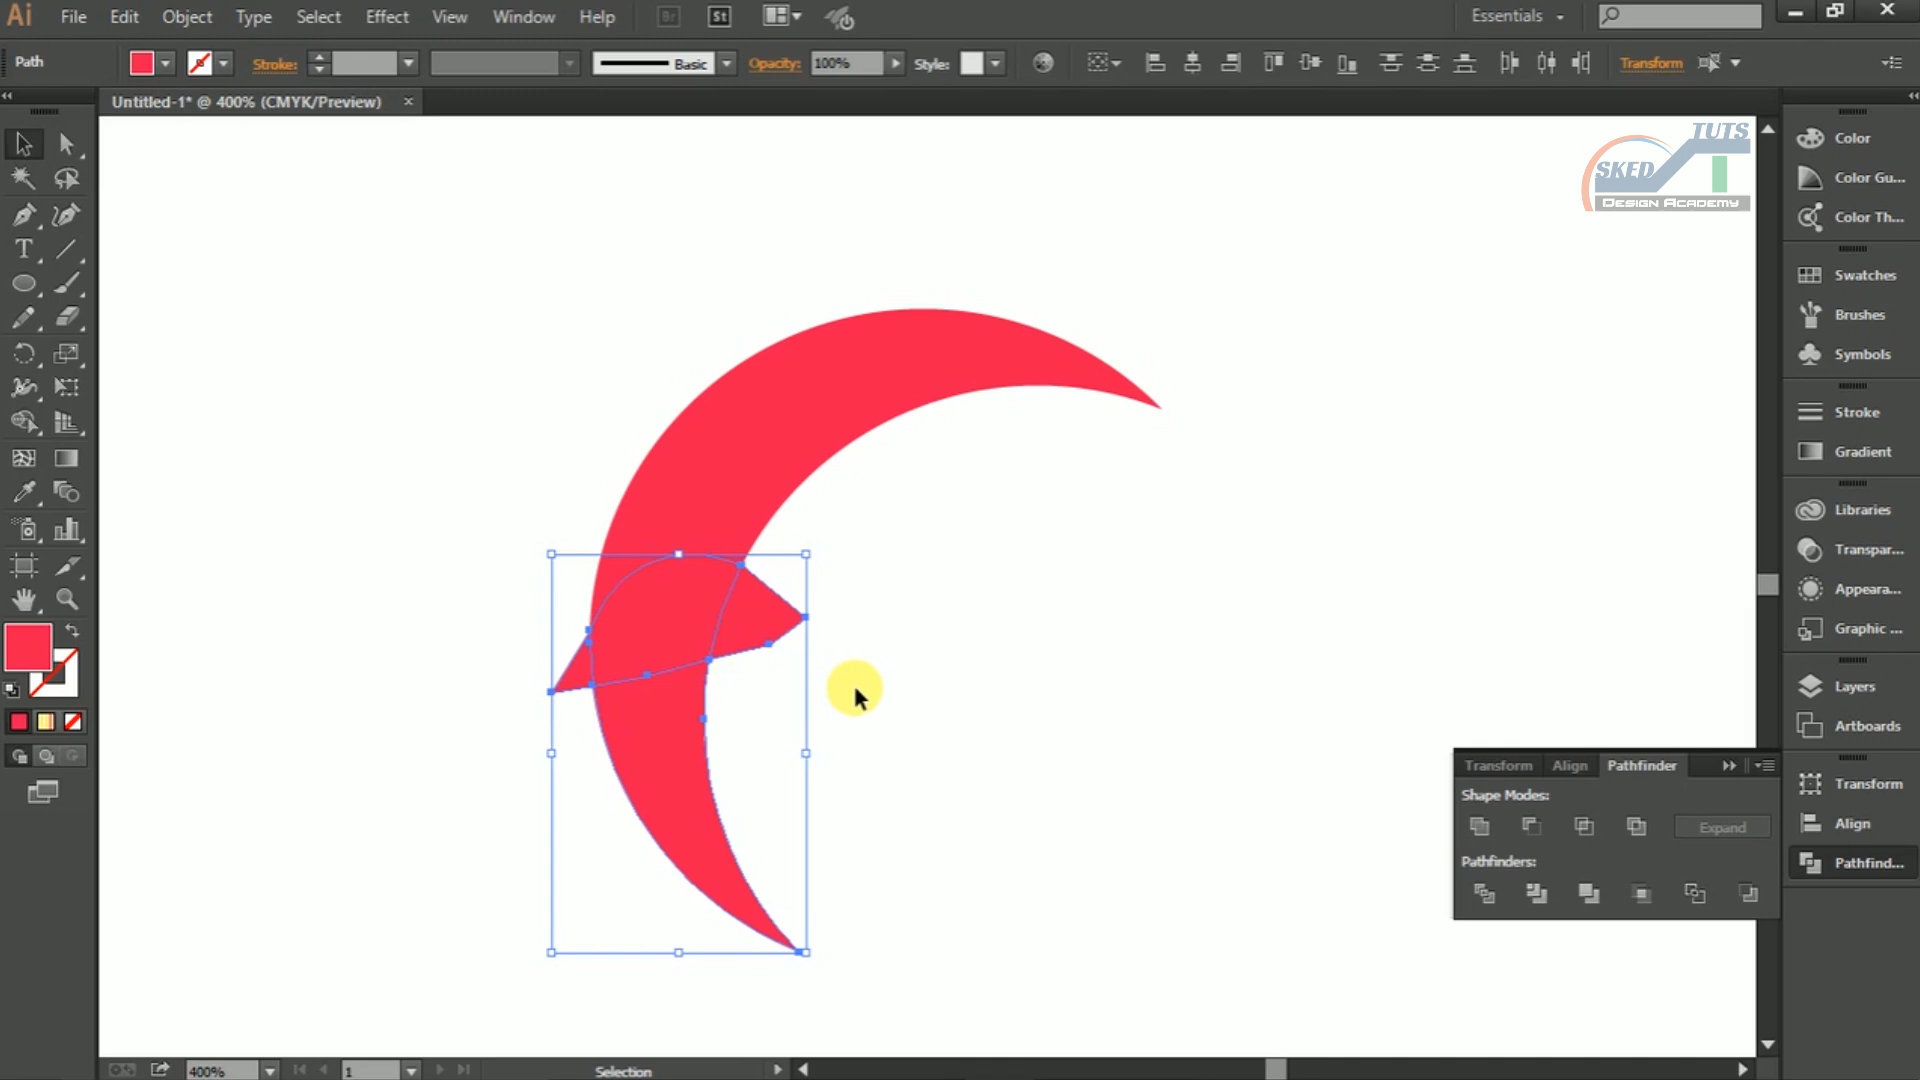 Ai File Edit Object Type Select Effect View Window Help Br St Essentials
Path Stroke: Basic Opacity: 100% Style: Transform
Untitled-1* @ 400% (CMYK/Preview) ×
TUTS
SKED
DESIGN ACADEMY
Color
Color Gu...
Color Th...
Swatches
Brushes
Symbols
Stroke
Gradient
Libraries
Transpar...
Appeara...
Graphic ...
Layers
Artboards
Transform
Align
Pathfind...
Transform Align Pathfinder
Shape Modes:
Expand
Pathfinders:
400% 1 Selection